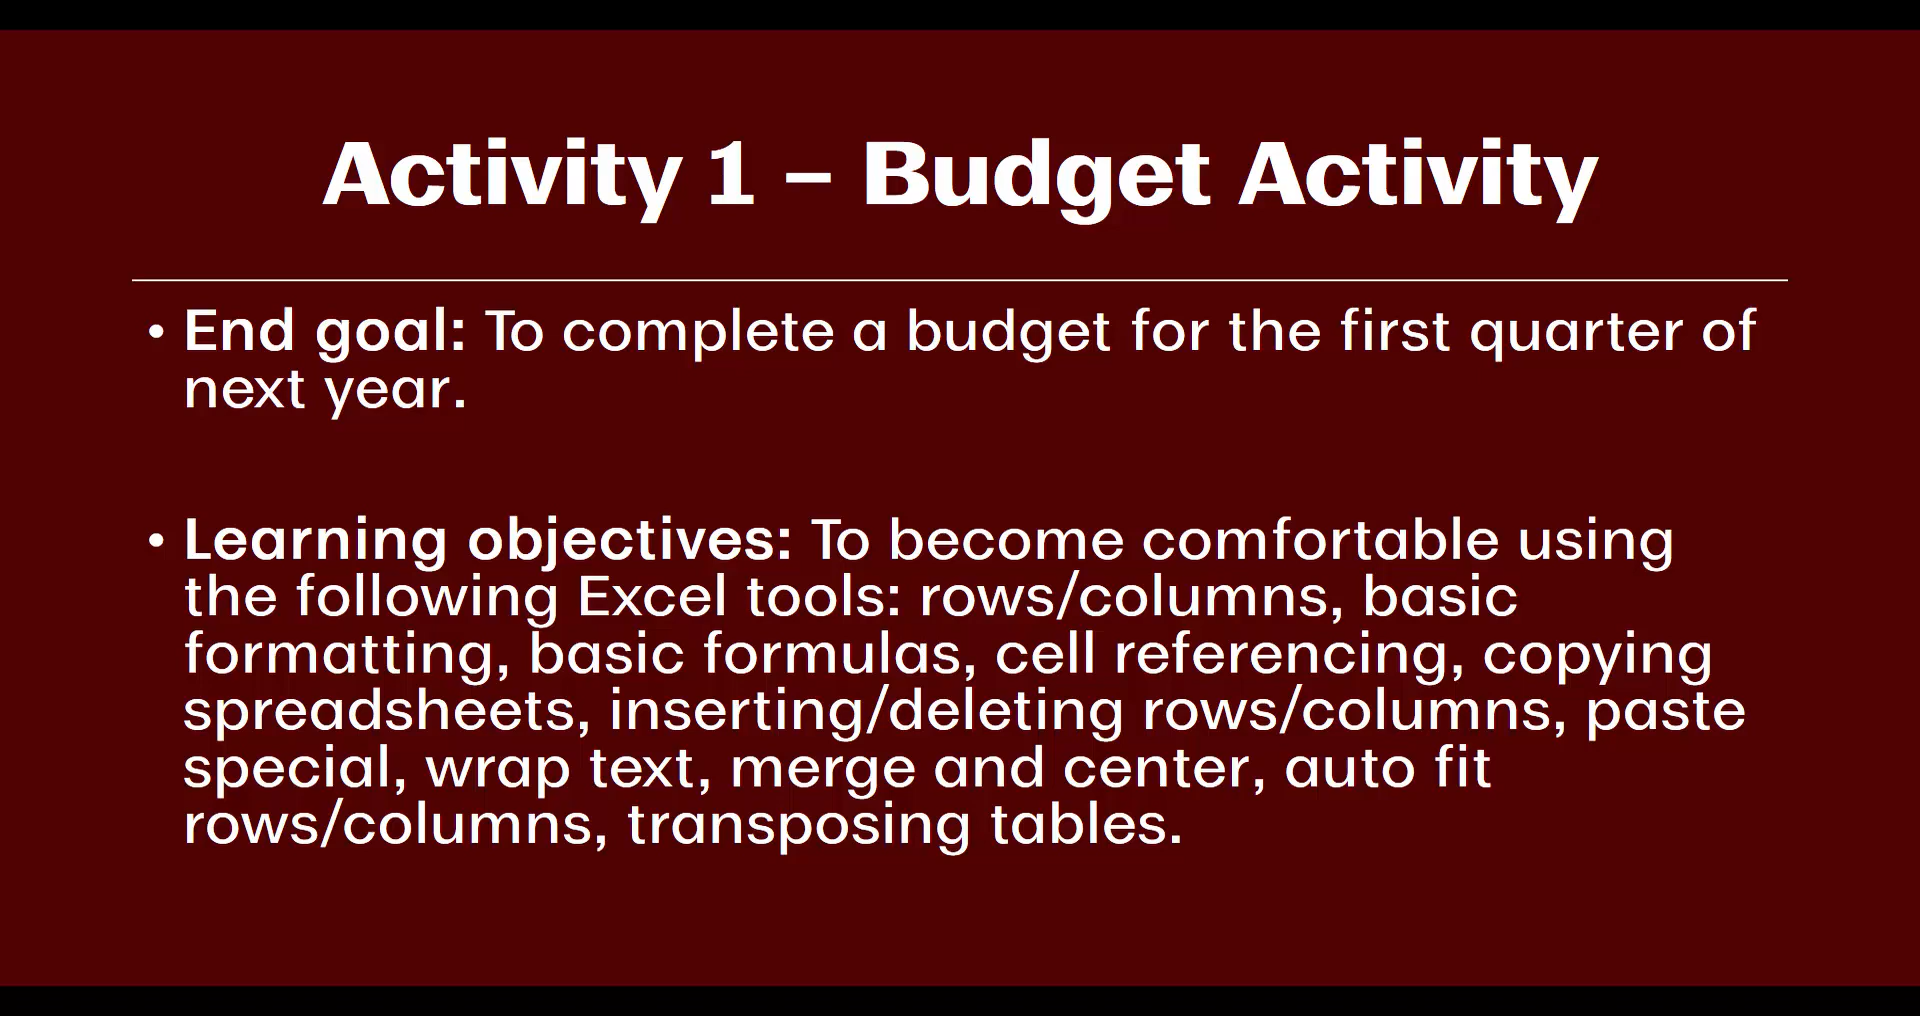 Activity 1 – Budget Activity
• End goal: To complete a budget for the first quarter of
next year.
• Learning objectives: To become comfortable using
the following Excel tools: rows/columns, basic
formatting, basic formulas, cell referencing, copying
spreadsheets, inserting/deleting rows/columns, paste
special, wrap text, merge and center, auto fit
rows/columns, transposing tables.